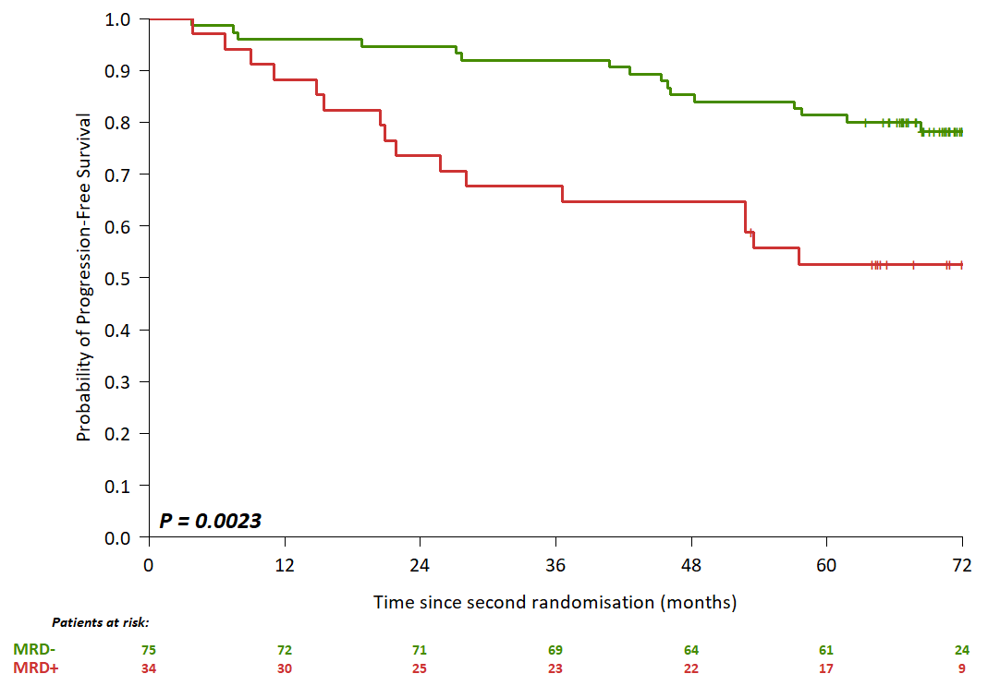 1.0
0.9
0.8
0.7
0.6
0.5
0.4
0.3
0.2
0.1
0.0
Probability of Progression-Free Survival
P = 0.0023
0 12 24 36 48 60 72
Time since second randomisation (months)
Patients at risk:
MRD- 75 72 71 69 64 61 24
MRD+ 34 30 25 23 22 17 9